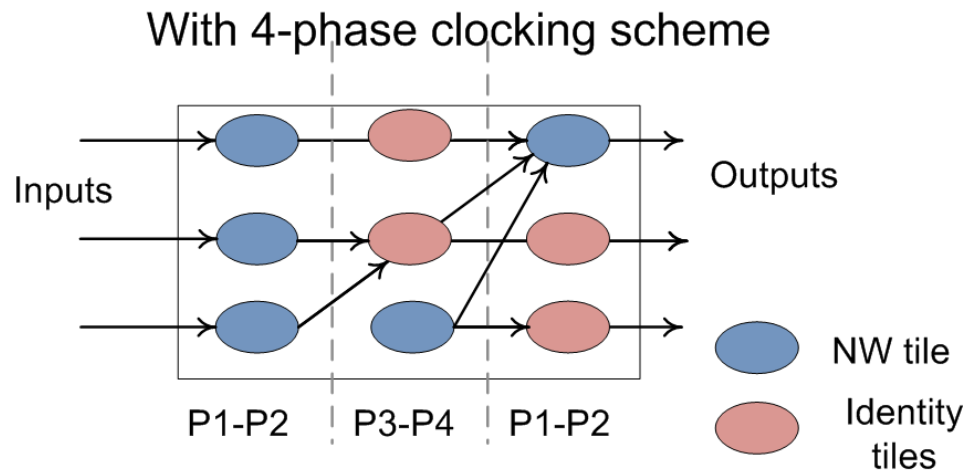 With 4-phase clocking scheme
Inputs
Outputs
P1-P2
P3-P4
P1-P2
NW tile
Identity
tiles